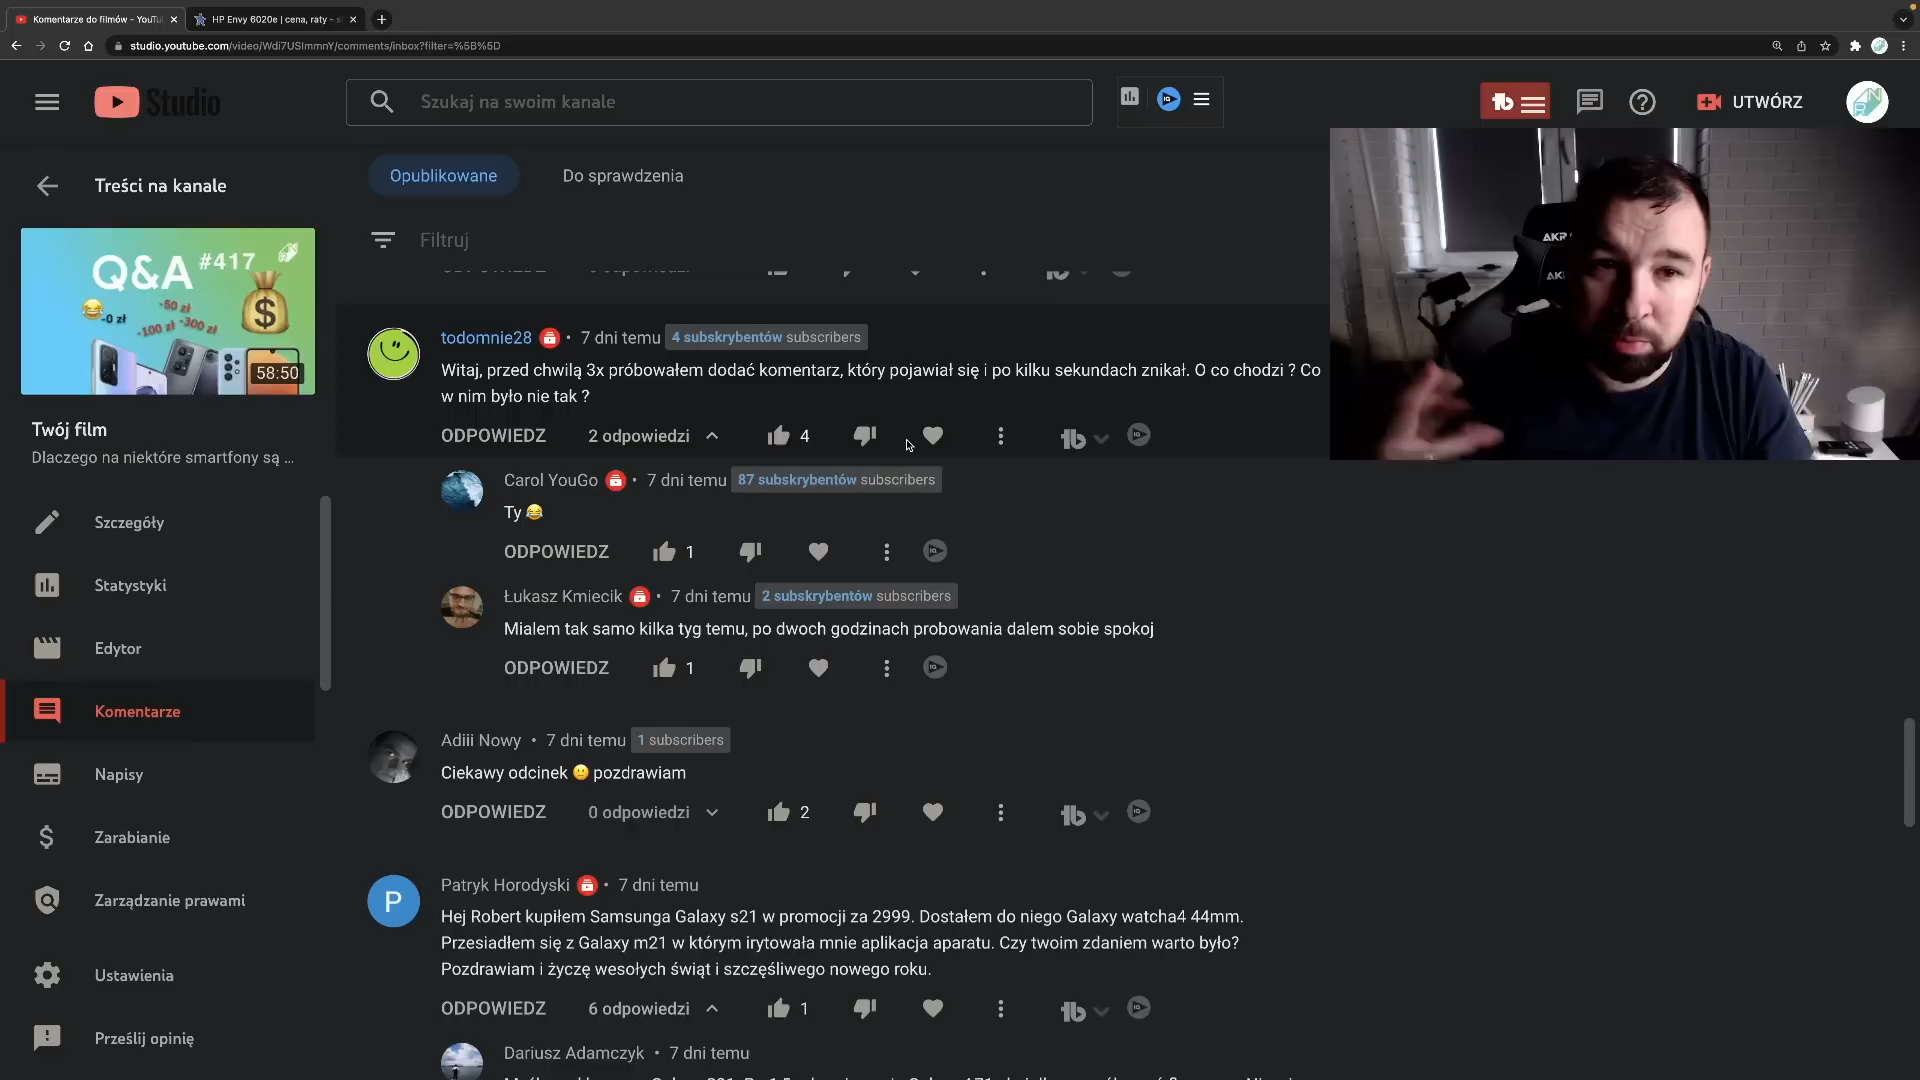 Komentarze do filmów - YouTu
HP Envy 6020e | cena, raty - s
studio.youtube.com/video/Wdi7USlmmnY/comments/inbox?filter=%5B%5D
Studio
Szukaj na swoim kanale
UTWÓRZ
Treści na kanale
Opublikowane
Do sprawdzenia
Filtruj
Q&A #417
-0 zł
-50 zł
-100 zł -300 zł
$
58:50
Twój film
Dlaczego na niektóre smartfony są ...
Szczegóły
Statystyki
Edytor
Komentarze
Napisy
Zarabianie
Zarządzanie prawami
Ustawienia
Prześlij opinię
todomnie28 • 7 dni temu 4 subskrybentów subscribers
Witaj, przed chwilą 3x próbowałem dodać komentarz, który pojawiał się i po kilku sekundach znikał. O co chodzi ? Co
w nim było nie tak ?
ODPOWIEDZ 2 odpowiedzi 4
Carol YouGo • 7 dni temu 87 subskrybentów subscribers
Ty 😂
ODPOWIEDZ 1
Łukasz Kmiecik • 7 dni temu 2 subskrybentów subscribers
Mialem tak samo kilka tyg temu, po dwoch godzinach probowania dalem sobie spokoj
ODPOWIEDZ 1
Adiii Nowy • 7 dni temu 1 subscribers
Ciekawy odcinek 🙂 pozdrawiam
ODPOWIEDZ 0 odpowiedzi 2
P
Patryk Horodyski • 7 dni temu
Hej Robert kupiłem Samsunga Galaxy s21 w promocji za 2999. Dostałem do niego Galaxy watcha4 44mm.
Przesiadłem się z Galaxy m21 w którym irytowała mnie aplikacja aparatu. Czy twoim zdaniem warto było?
Pozdrawiam i życzę wesołych świąt i szczęśliwego nowego roku.
ODPOWIEDZ 6 odpowiedzi 1
Dariusz Adamczyk • 7 dni temu